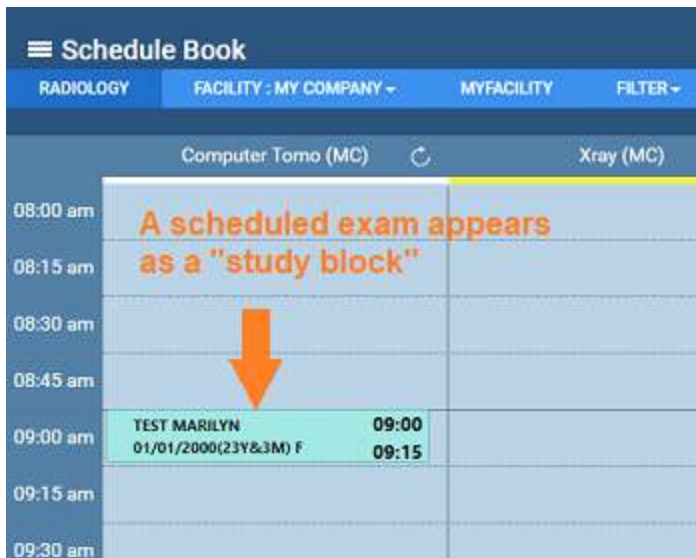 Schedule Book
RADIOLOGY FACILITY : MY COMPANY MYFACILITY FILTER
Computer Tomo (MC) Xray (MC)
08:00 am
A scheduled exam appears
08:15 am
as a "study block"
08:30 am
08:45 am
09:00 am
TEST MARILYN 09:00
01/01/2000(23Y&3M) F 09:15
09:15 am
09:30 am